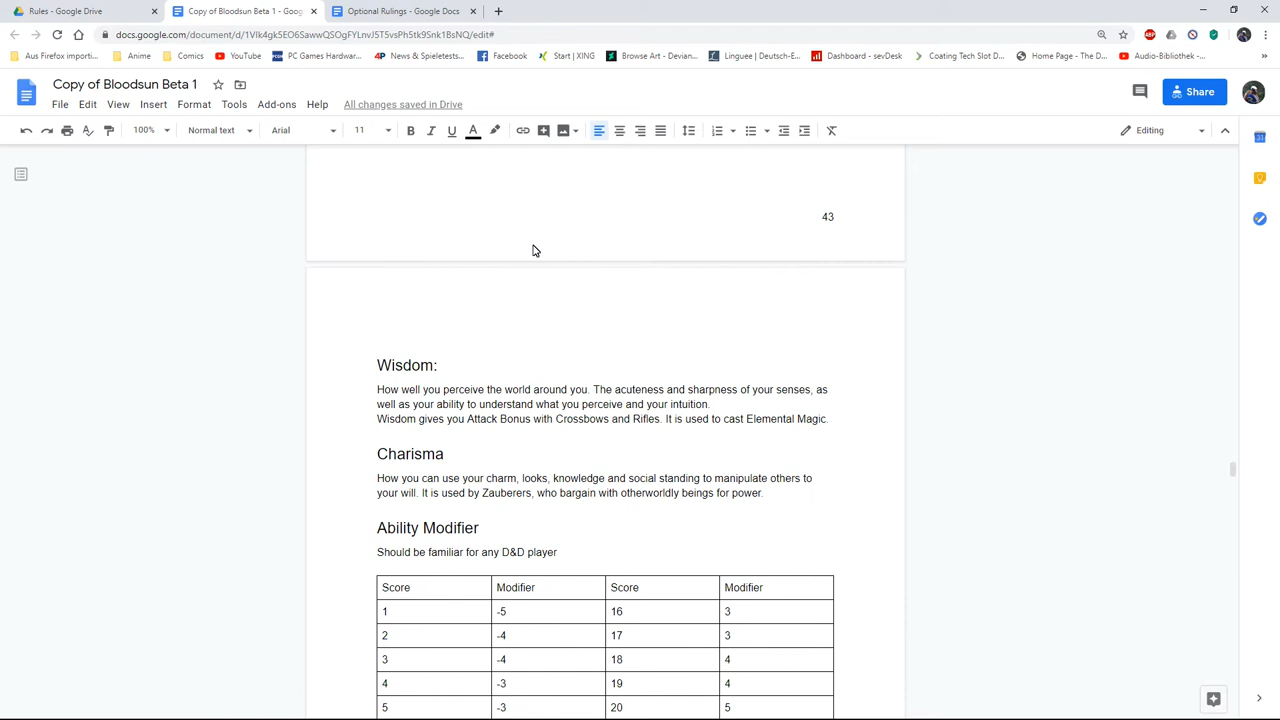 Rules - Google Drive
Copy of Bloodsun Beta 1 - Goog
Optional Rulings - Google Docs
docs.google.com/document/d/1VIk4gk5EO6SawwQSOgFYLnvJST5vsPh5tk9Snk1BsNQ/edit#
Aus Firefox importi...
Anime
Comics
YouTube
PC Games Hardwar...
News & Spieletests...
Facebook
Start | XING
Browse Art - Devian...
Linguee | Deutsch-E...
Dashboard - sevDesk
Coating Tech Slot D...
Home Page - The D...
Audio-Bibliothek -...
Copy of Bloodsun Beta 1
File Edit View Insert Format Tools Add-ons Help All changes saved in Drive
Share
100% Normal text Arial 11 Editing
43
Wisdom:
How well you perceive the world around you. The acuteness and sharpness of your senses, as
well as your ability to understand what you perceive and your intuition.
Wisdom gives you Attack Bonus with Crossbows and Rifles. It is used to cast Elemental Magic.
Charisma
How you can use your charm, looks, knowledge and social standing to manipulate others to
your will. It is used by Zauberers, who bargain with otherworldly beings for power.
Ability Modifier
Should be familiar for any D&D player
Score Modifier Score Modifier
1 -5 16 3
2 -4 17 3
3 -4 18 4
4 -3 19 4
5 -3 20 5